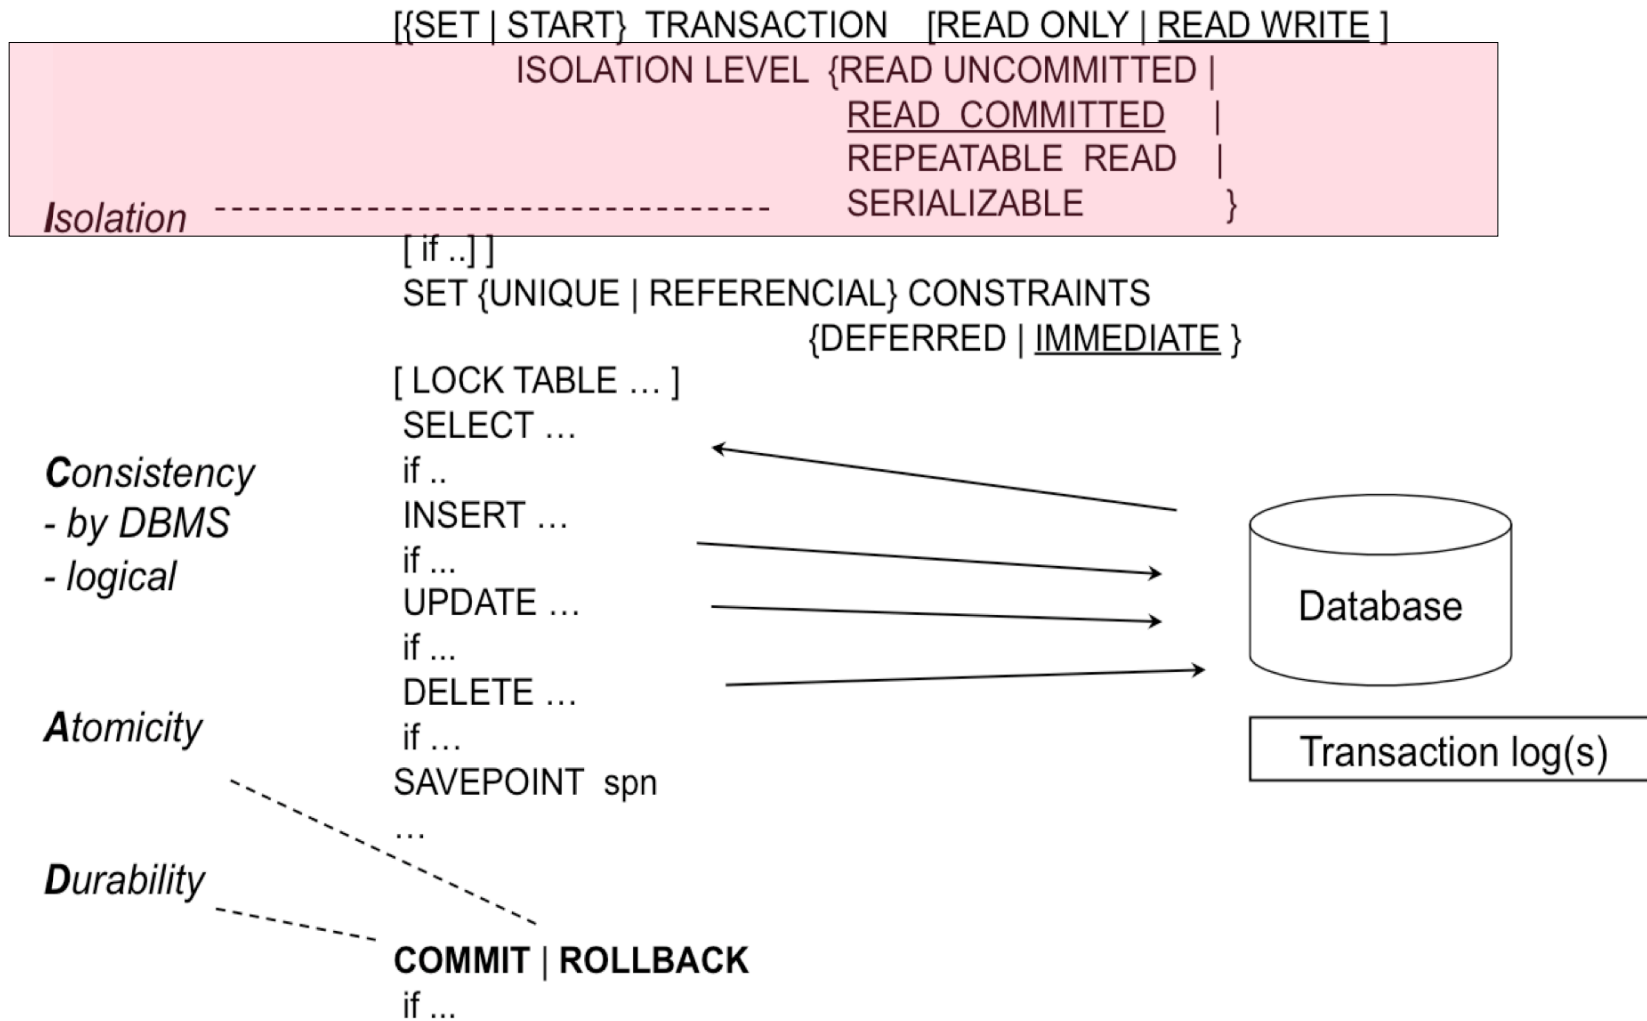 [{SET | START} TRANSACTION [READ ONLY | READ WRITE ]
ISOLATION LEVEL {READ UNCOMMITTED |
READ COMMITTED |
REPEATABLE READ |
Isolation SERIALIZABLE }
[ if ..] ]
SET {UNIQUE | REFERENCIAL} CONSTRAINTS
{DEFERRED | IMMEDIATE }
[ LOCK TABLE … ]
SELECT …
Consistency
- by DBMS
- logical
if ..
INSERT …
if ...
UPDATE …
if ...
DELETE …
Database
Atomicity
if …
Transaction log(s)
SAVEPOINT spn
…
Durability
COMMIT | ROLLBACK
if ...